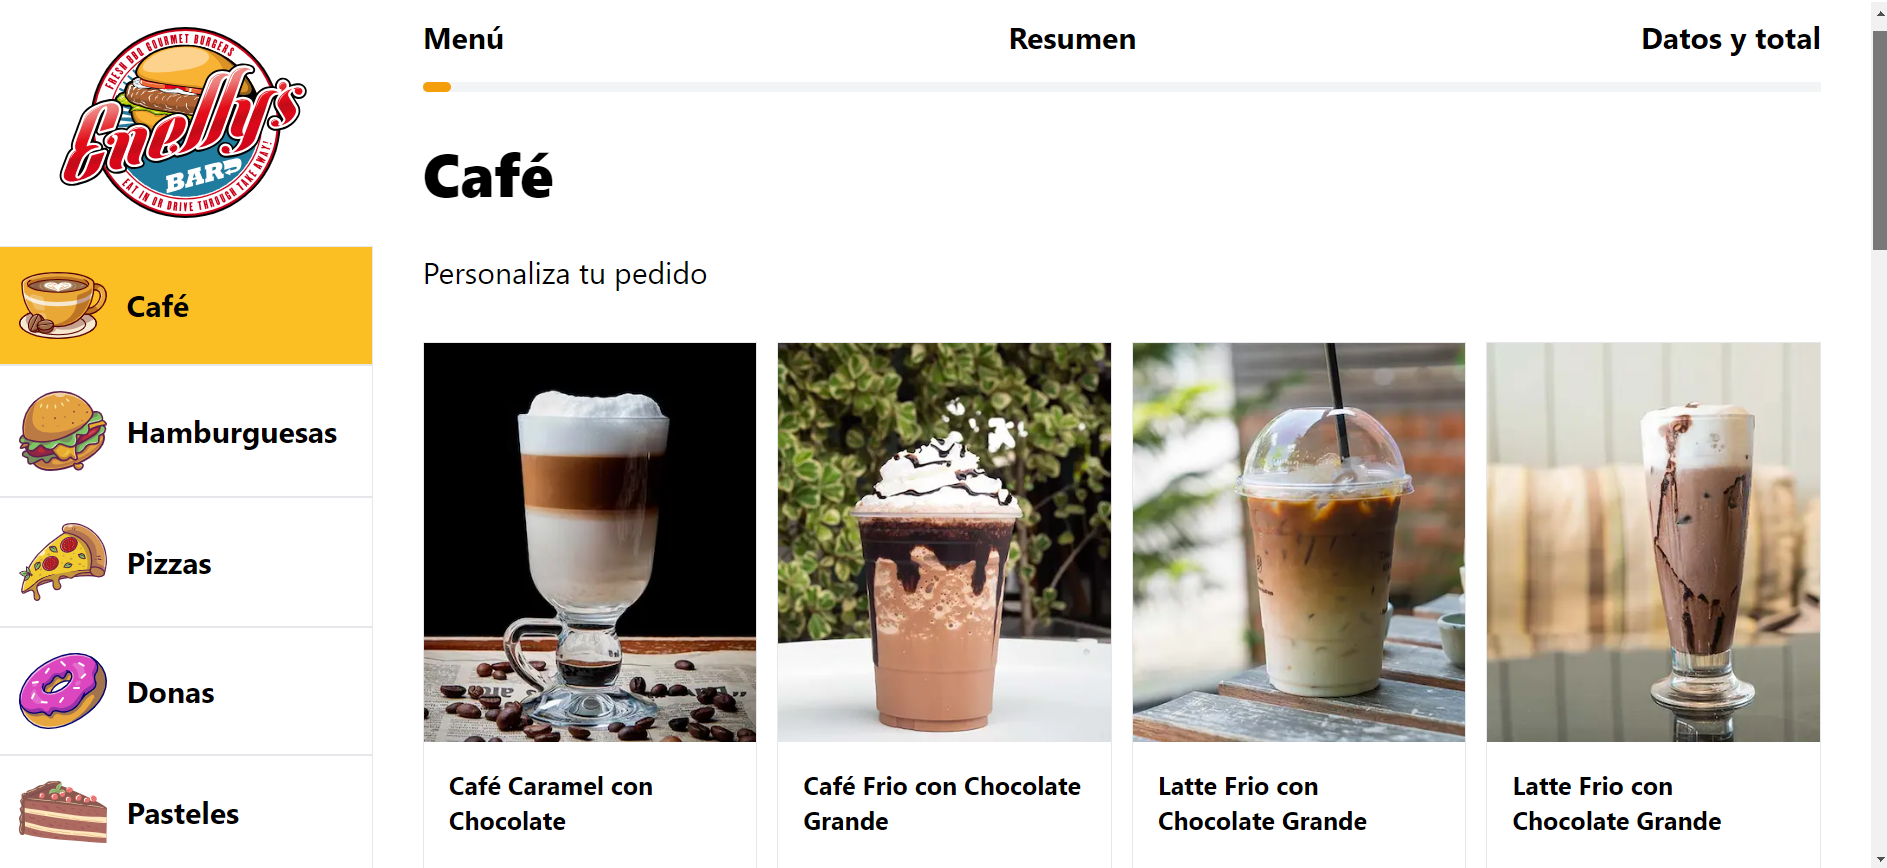 FRESH BBQ GOURMET BURGERS
Enelly's
BAR
EAT IN OR DRIVE THROUGH TAKE AWAY!
Menú
Resumen
Datos y total
Café
Personaliza tu pedido
Café
Hamburguesas
Pizzas
Donas
Pasteles
Café Caramel con
Chocolate
Café Frio con Chocolate
Grande
Latte Frio con
Chocolate Grande
Latte Frio con
Chocolate Grande